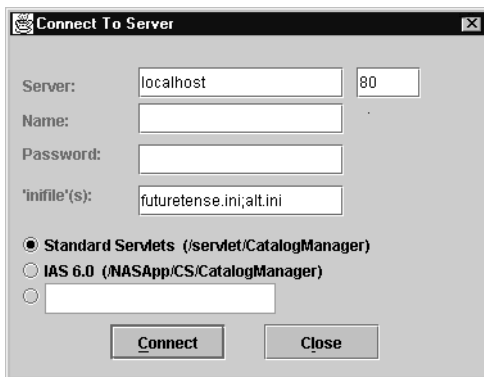 Connect To Server
Server: localhost 80
Name:
Password:
'inifile'(s): futuretense.ini;alt.ini
Standard Servlets (/servlet/CatalogManager)
IAS 6.0 (/NASApp/CS/CatalogManager)
Connect Close